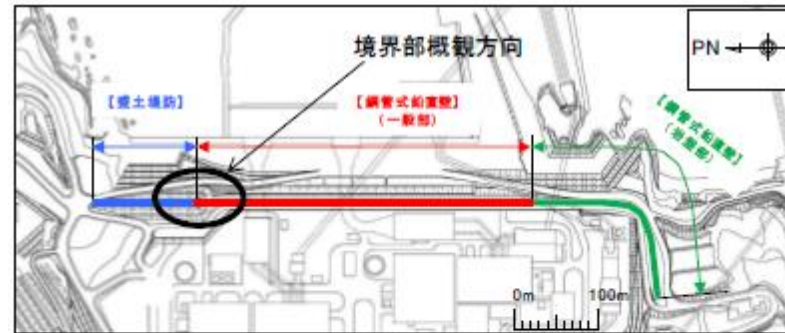 境界部概観方向
PN
【盛土堤防】
【鋼管式鉛直壁】
(一般部)
【鋼管式鉛直壁】
(岩盤部)
0m
100m